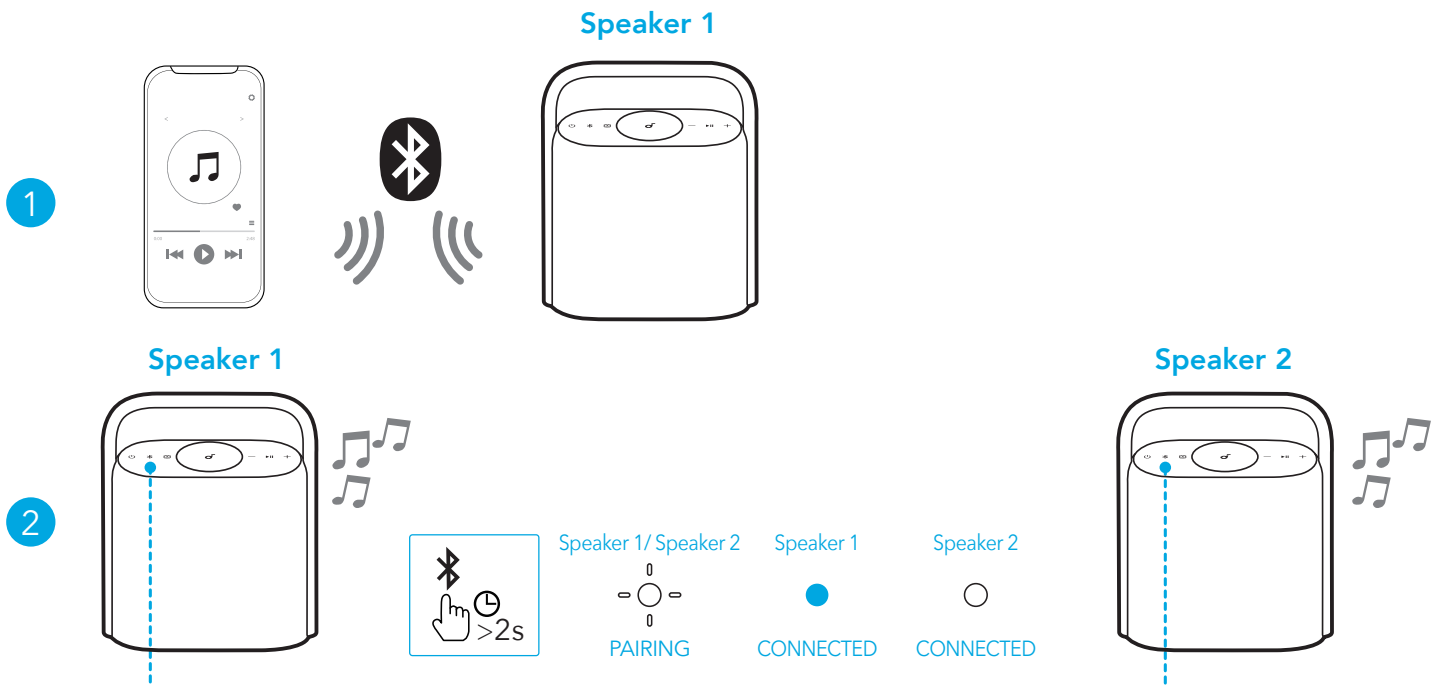 Speaker 1
1
Speaker 1
Speaker 2
2
>2s
Speaker 1/ Speaker 2
PAIRING
Speaker 1
CONNECTED
Speaker 2
CONNECTED